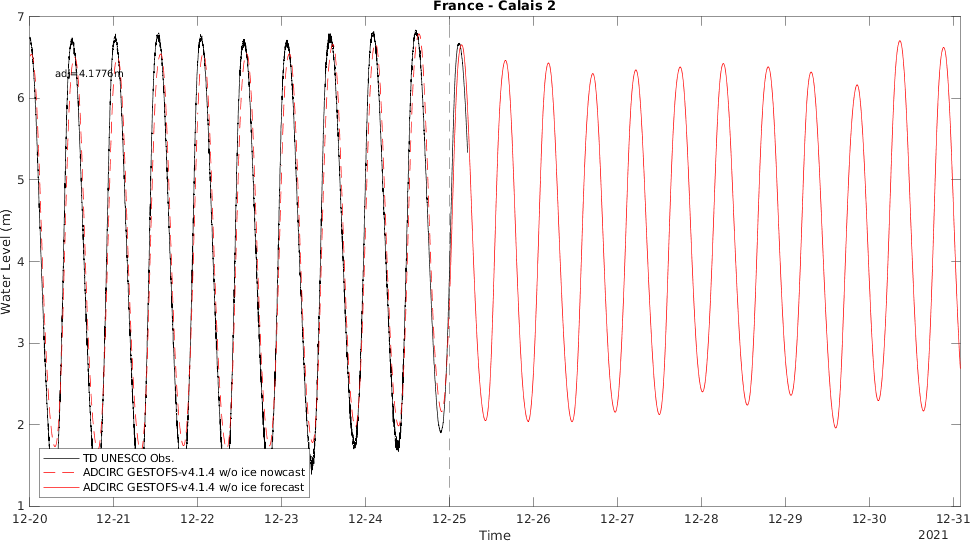 France - Calais 2
7
6
5
4
3
2
1
Water Level (m)
adj=4.1776m
TD UNESCO Obs.
ADCIRC GESTOFS-v4.1.4 w/o ice nowcast
ADCIRC GESTOFS-v4.1.4 w/o ice forecast
12-20 12-21 12-22 12-23 12-24 12-25 12-26 12-27 12-28 12-29 12-30 12-31
Time
2021